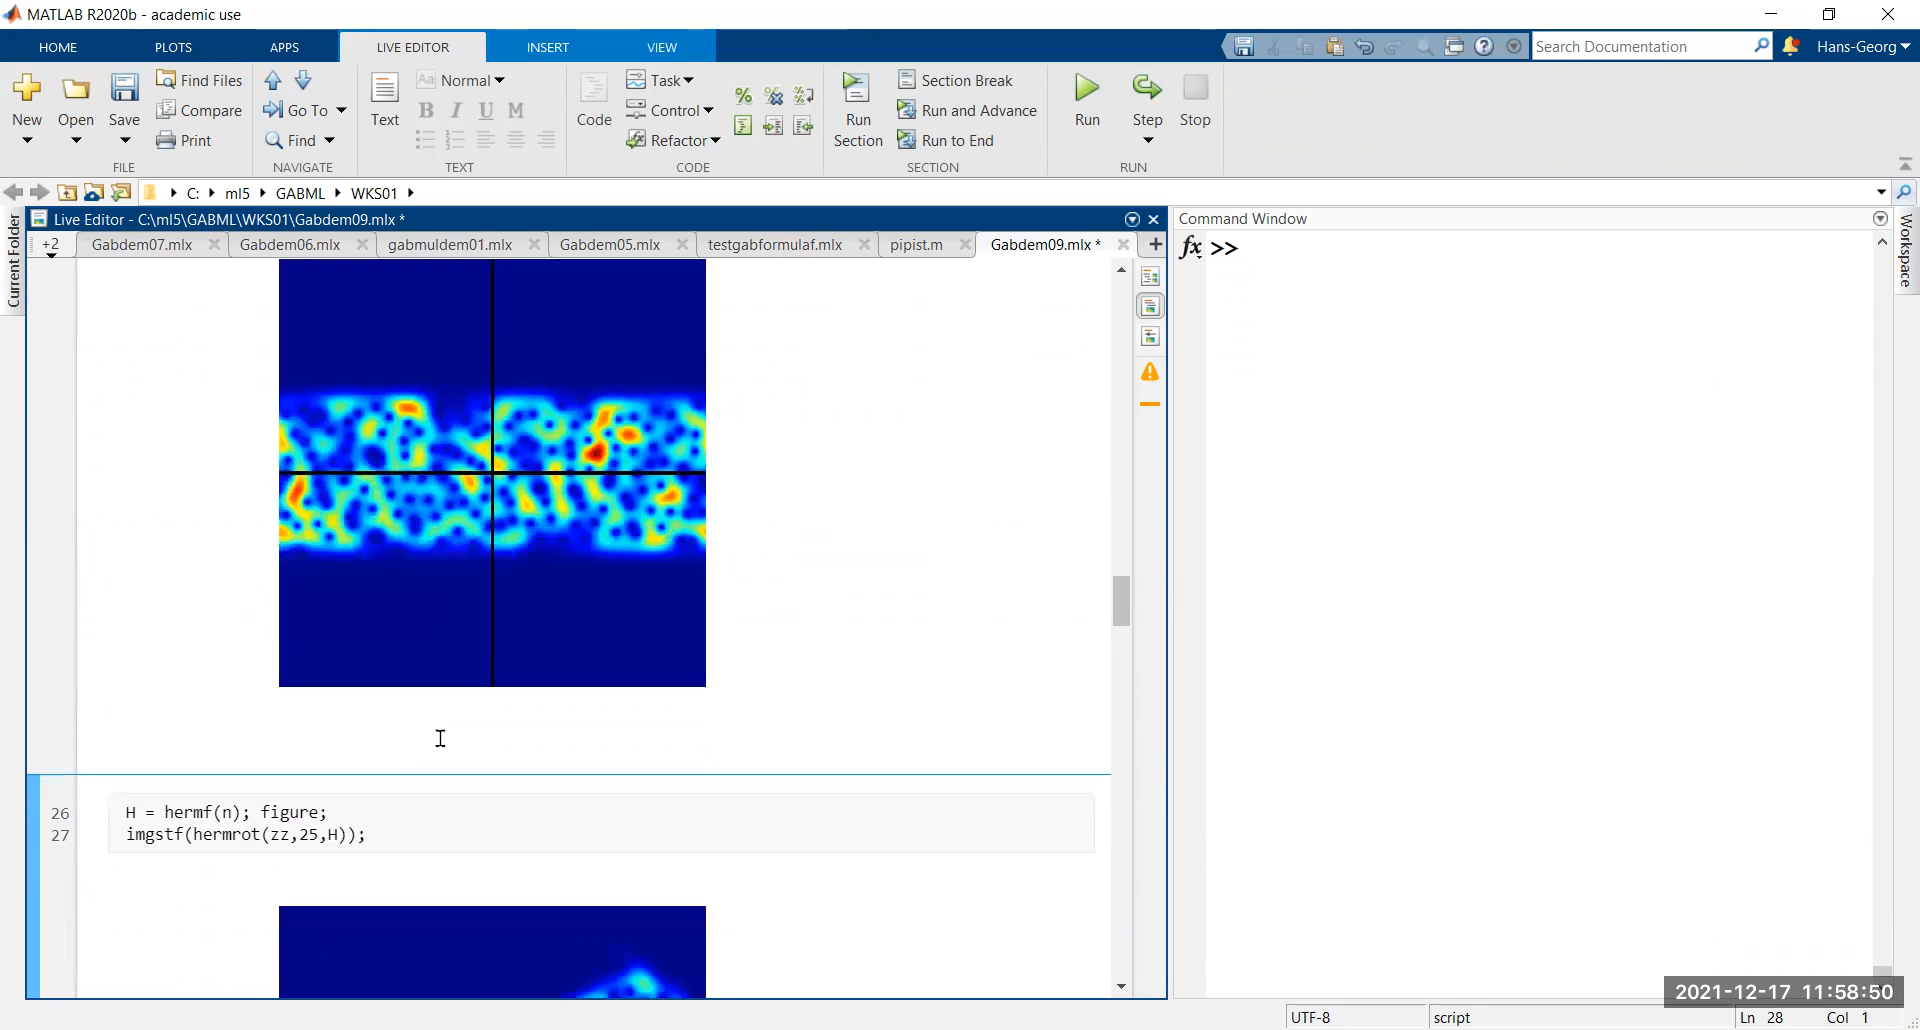 MATLAB R2020b - academic use
HOME PLOTS APPS LIVE EDITOR INSERT VIEW Search Documentation Hans-Georg
New Open Save Find Files Compare Print
FILE
Go To Find
NAVIGATE
Text Aa Normal B I U M
TEXT
Code Task Control Refactor
CODE
Run Section Section Break Run and Advance Run to End
SECTION
Run Step Stop
RUN
C: ml5 GABML WKS01
Current Folder
Live Editor - C:\ml5\GABML\WKS01\Gabdem09.mlx *
+2 Gabdem07.mlx Gabdem06.mlx gabmuldem01.mlx Gabdem05.mlx testgabformulaf.mlx pipist.m Gabdem09.mlx * +
26 H = hermf(n); figure;
27 imgstf(hermrot(zz,25,H));
Command Window
fx >>
Workspace
2021-12-17 11:58:50
UTF-8 script Ln 28 Col 1